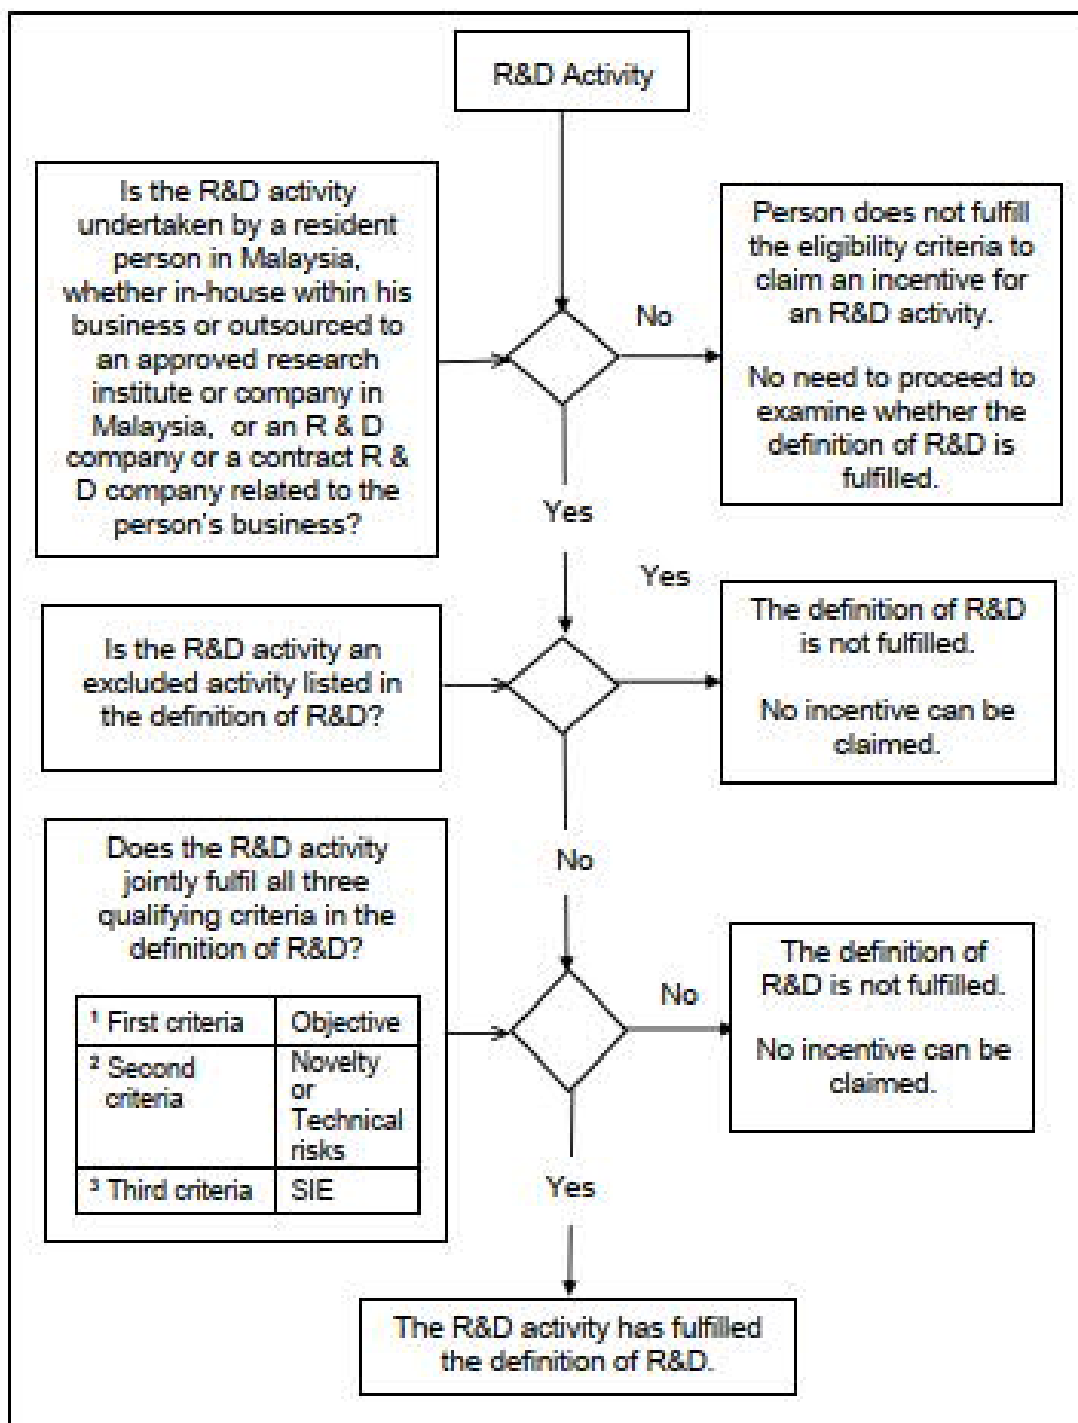 R&D Activity
Is the R&D activity
undertaken by a resident
person in Malaysia,
whether in-house within his
business or outsourced to
an approved research
institute or company in
Malaysia, or an R & D
company or a contract R &
D company related to the
person's business?
No
Person does not fulfill
the eligibility criteria to
claim an incentive for
an R&D activity.
No need to proceed to
examine whether the
definition of R&D is
fulfilled.
Yes
Is the R&D activity an
excluded activity listed in
the definition of R&D?
Yes
The definition of R&D
is not fulfilled.
No incentive can be
claimed.
No
Does the R&D activity
jointly fulfil all three
qualifying criteria in the
definition of R&D?
¹ First criteria Objective
² Second
criteria
Novelty
or
Technical
risks
³ Third criteria SIE
No
The definition of
R&D is not fulfilled.
No incentive can be
claimed.
Yes
The R&D activity has fulfilled
the definition of R&D.